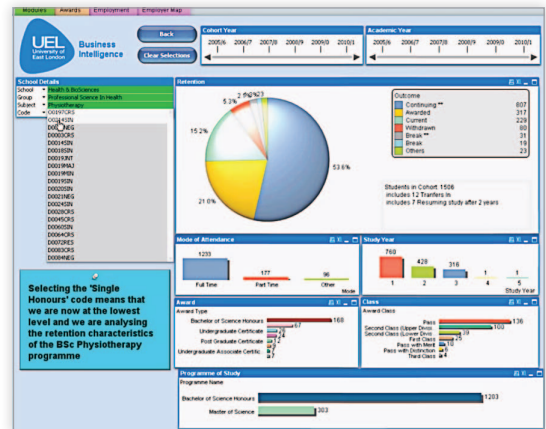 Modules Awards Employment Employer Map
UEL
University of
East London
Business
Intelligence
Back
Clear Selections
Cohort Year
2005/6 2006/7 2007/8 2008/9 2009/0 2010/1
Academic Year
2005/6 2006/7 2007/8 2008/9 2009/0 2010/1
School Details
School Health & BioSciences
Group Professional Science In Health
Subject Physiotherapy
Code O0197CRS
D0003CRS
D0014SIN
D0018SIN
D0019JNT
D0019MAJ
D0019MIN
D0019SIN
D0020SIN
D0021NEG
D0024SIN
D0028CRS
D0045CRS
D0060SIN
D0064CRS
D0072RES
D0083CRS
D0084NEG
Selecting the 'Single
Honours' code means that
we are now at the lowest
level and we are analysing
the retention characteristics
of the BSc Physiotherapy
programme
Retention
5.3%
15.2%
21.0%
53.6%
Outcome
Continuing ** 807
Awarded 317
Current 229
Withdrawn 80
Break ** 31
Break 19
Others 23
Students in Cohort 1506
includes 12 Tranfers In
includes 7 Resuming study after 2 years
Mode of Attendance
1233
177
96
Full Time Part Time Other
Mode
Study Year
760
428
316
1
1
1 2 3 4 5
Study Year
Award
Award Type
Bachelor of Science Honours 168
67
Undergraduate Certificate
Post Graduate Certificate
Undergraduate Associate Certific...
Class
Award Class
Pass 136
Second Class (Upper Divis... 100
Second Class (Lower Divis... 39
First Class 25
Pass with Merit 10
Pass with Distinction
Third Class 4
Programme of Study
Programme Name
Bachelor of Science Honours 1203
Master of Science 303